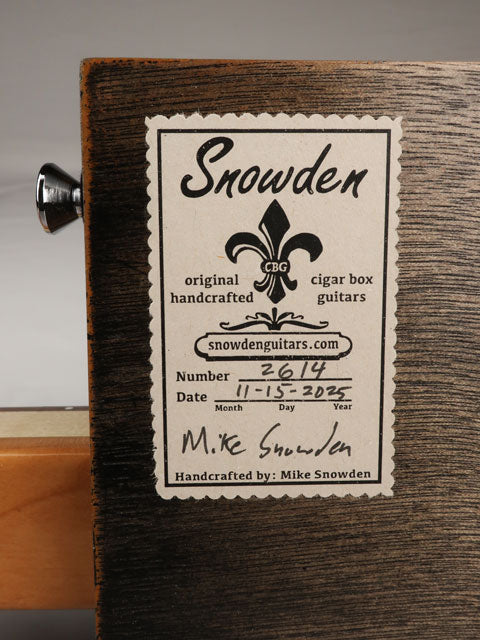 Snowden
CBG
original cigar box
handcrafted guitars
snowdenguitars.com
Number 2614
Date 11-15-2025
Month Day Year
Mike Snowden
Handcrafted by: Mike Snowden